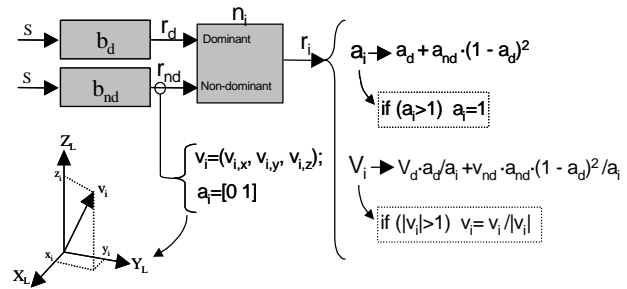 n_i
S b_d r_d Dominant r_i
S b_nd r_nd Non-dominant
a_i → a_d + a_nd·(1 - a_d)²
if (a_i>1) a_i=1
v_i=(v_i,x, v_i,y, v_i,z);
a_i=[0 1]
V_i → V_d·a_d/a_i +v_nd·a_nd·(1 - a_d)²/a_i
if (|v_i|>1) v_i= v_i/|v_i|
Z_L
z_i
v_i
x_i
y_i
X_L
Y_L